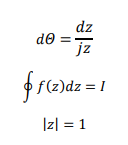 dΘ = dz/jz
∮ f(z)dz = I
|z| = 1